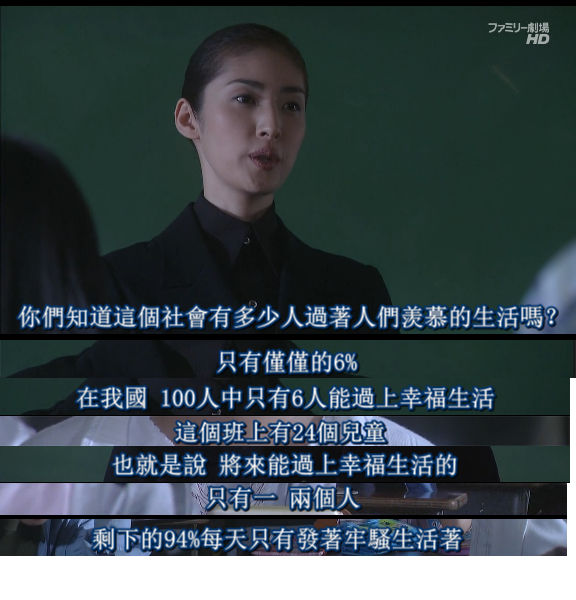 ファミリー劇場
HD
你們知道這個社會有多少人過著人們羨慕的生活嗎?
只有僅僅的6%
在我國 100人中只有6人能過上幸福生活
這個班上有24個兒童
也就是說 將來能過上幸福生活的
只有一 兩個人
剩下的94%每天只有發著牢騷生活著